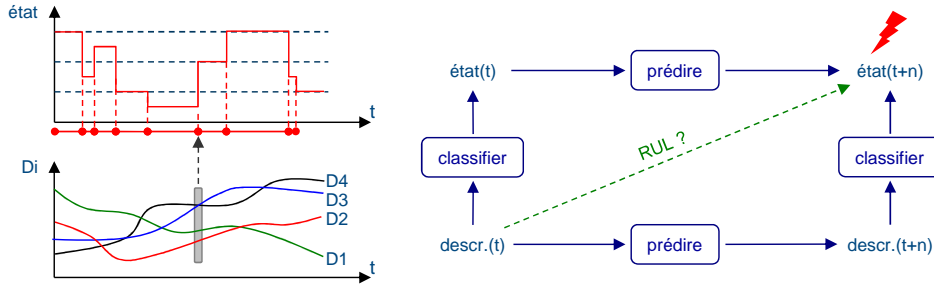 état
t
Di
D4
D3
D2
D1
t
état(t)
prédire
état(t+n)
classifier
RUL ?
classifier
descr.(t)
prédire
descr.(t+n)